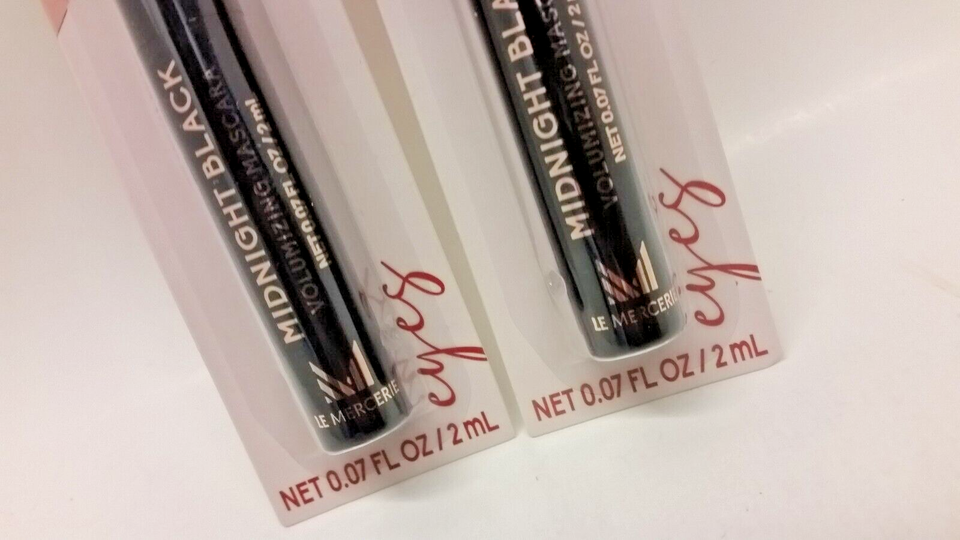 MIDNIGHT BLACK
VOLUMIZING MASCARA
NET 0.07 FL OZ / 2 ml
LE MERCERIE
eyes
NET 0.07 FL OZ / 2 mL
MIDNIGHT BLA
VOLUMIZING MASC
NET 0.07 FL OZ / 2
LE MERCERIE
eyes
NET 0.07 FL OZ / 2 mL